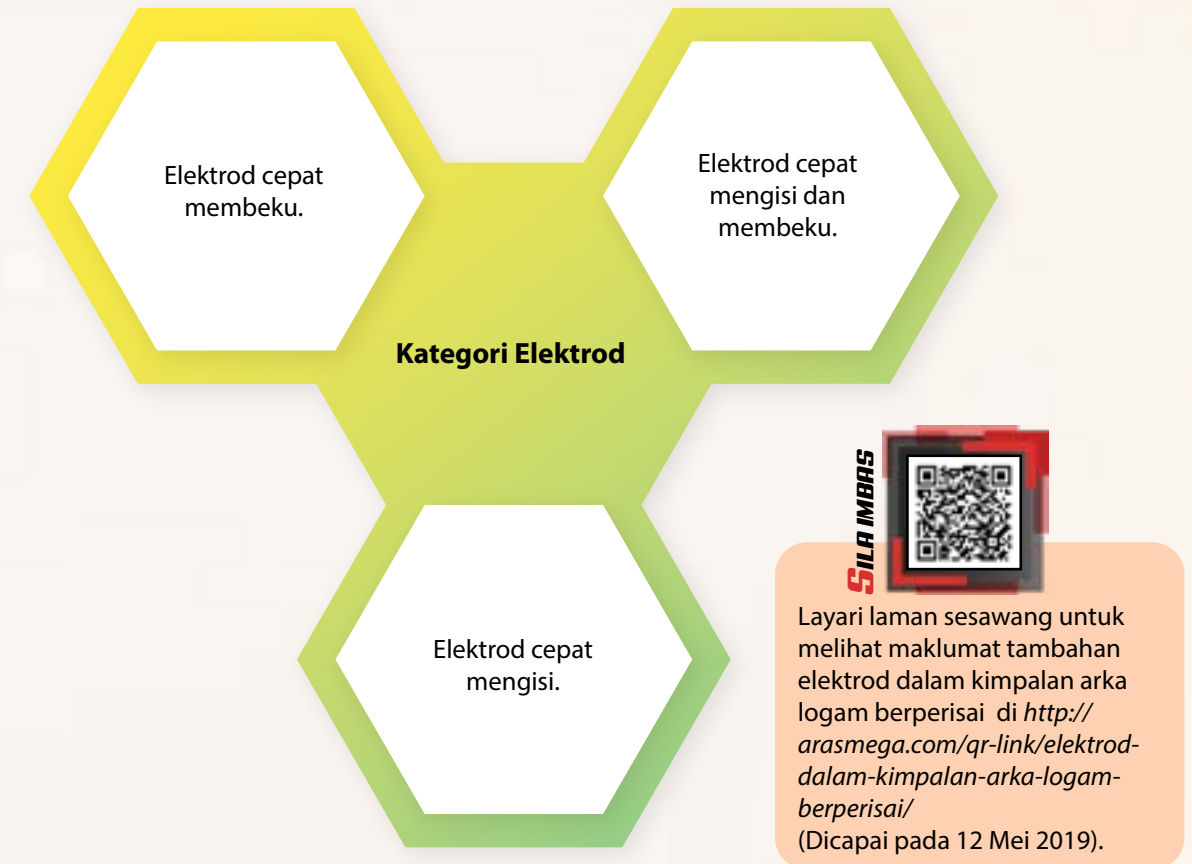 Elektrod cepat
membeku.
Elektrod cepat
mengisi dan
membeku.
Kategori Elektrod
Elektrod cepat
mengisi.
SILA IMBAS
Layari laman sesawang untuk
melihat maklumat tambahan
elektrod dalam kimpalan arka
logam berperisai di http://
arasmega.com/qr-link/elektrod-
dalam-kimpalan-arka-logam-
berperisai/
(Dicapai pada 12 Mei 2019).